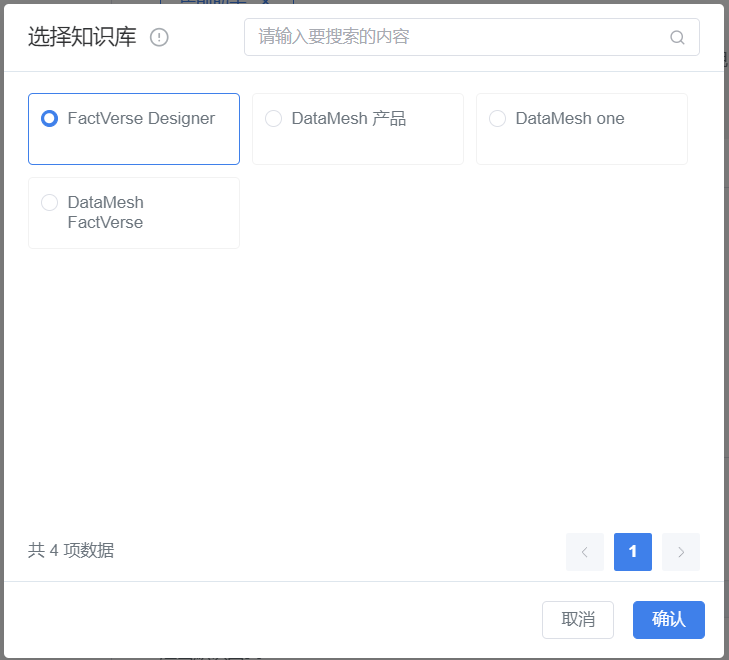 选择知识库
请输入要搜索的内容
FactVerse Designer
DataMesh 产品
DataMesh one
DataMesh
FactVerse
共 4 项数据
1
取消
确认